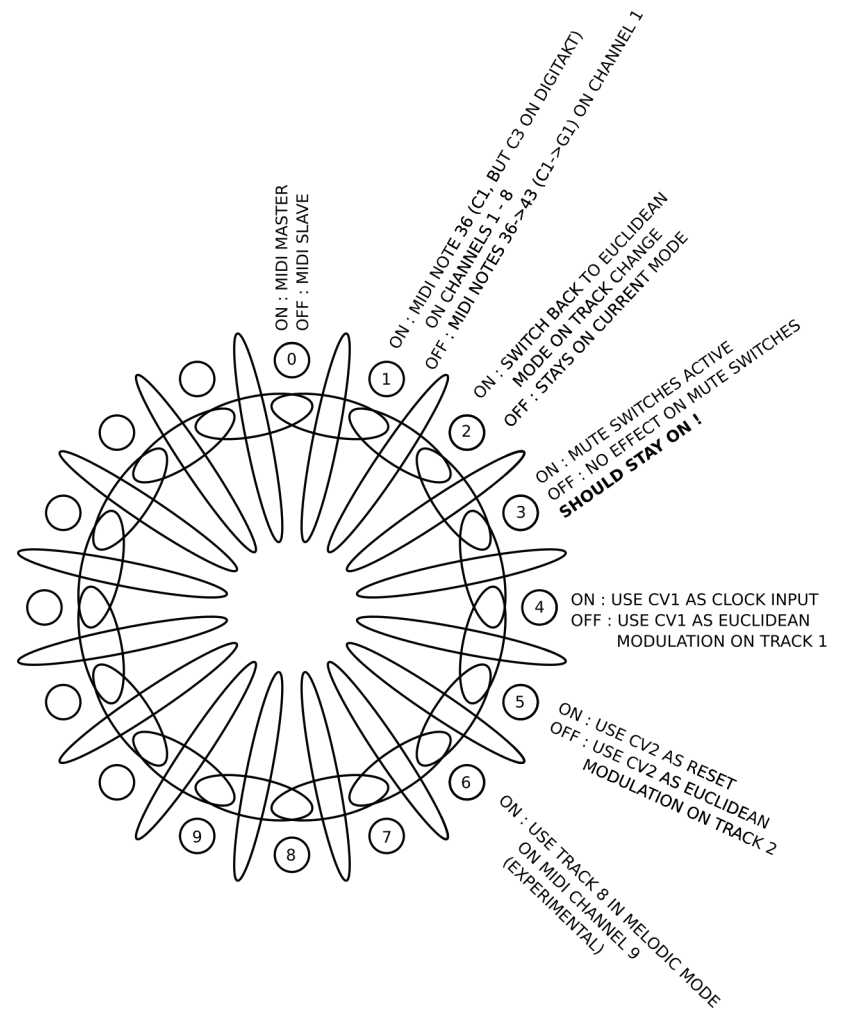 ON : MIDI MASTER
OFF : MIDI SLAVE
0
ON : MIDI NOTE 36 (C1, BUT C3 ON DIGITAKT)
ON CHANNELS 1 - 8
OFF : MIDI NOTES 36->43 (C1->G1) ON CHANNEL 1
1
ON : SWITCH BACK TO EUCLIDEAN
MODE ON TRACK CHANGE
OFF : STAYS ON CURRENT MODE
2
ON : MUTE SWITCHES ACTIVE
OFF : NO EFFECT ON MUTE SWITCHES
SHOULD STAY ON !
3
4
ON : USE CV1 AS CLOCK INPUT
OFF : USE CV1 AS EUCLIDEAN
MODULATION ON TRACK 1
5
ON : USE CV2 AS RESET
OFF : USE CV2 AS EUCLIDEAN
MODULATION ON TRACK 2
6
ON : USE TRACK 8 IN MELODIC MODE
ON MIDI CHANNEL 9
(EXPERIMENTAL)
7
8
9